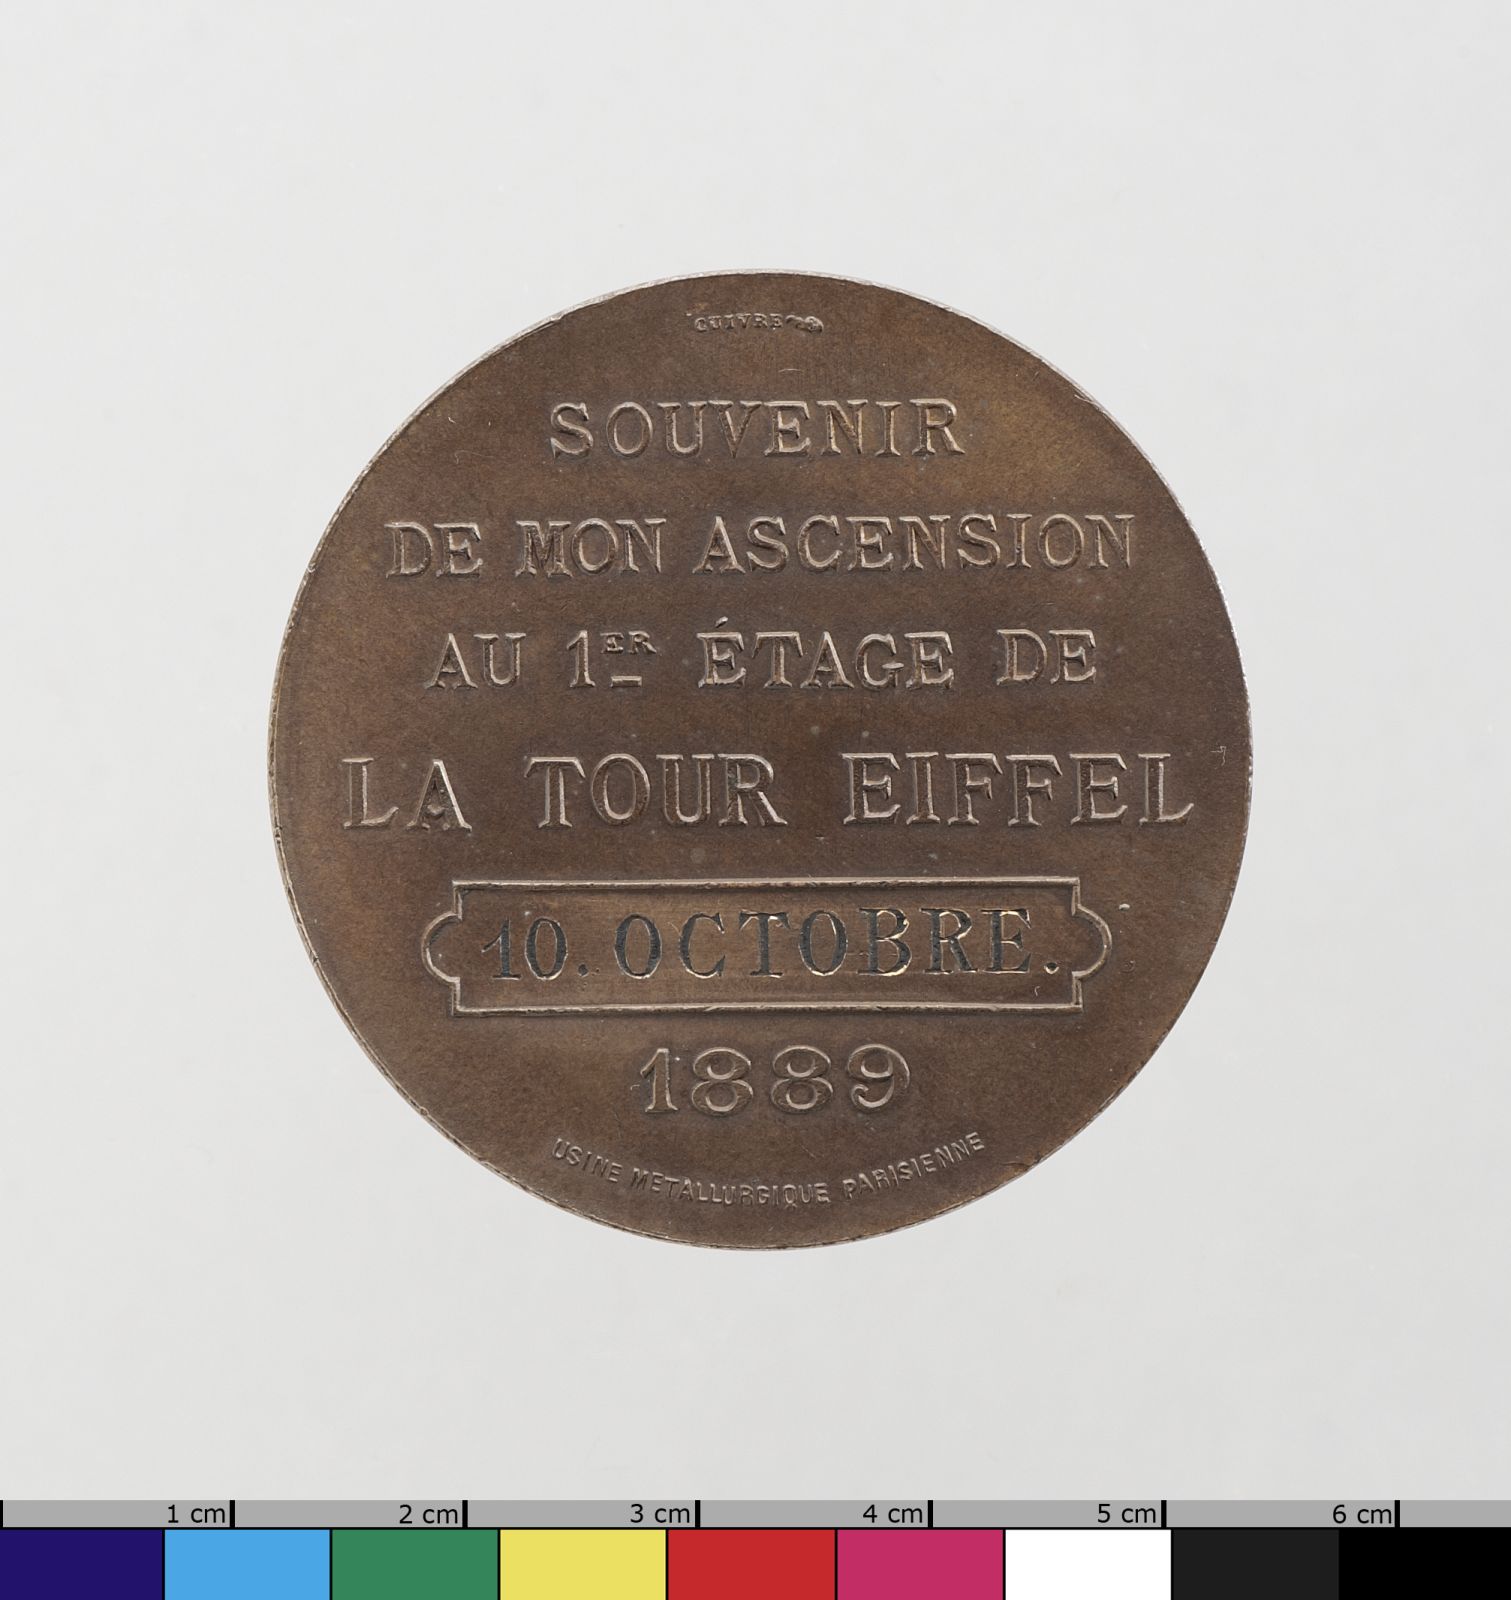 CUIVRE
SOUVENIR
DE MON ASCENSION
AU 1ER ÉTAGE DE
LA TOUR EIFFEL
10. OCTOBRE.
1889
USINE METALLURGIQUE PARISIENNE
1 cm 2 cm 3 cm 4 cm 5 cm 6 cm